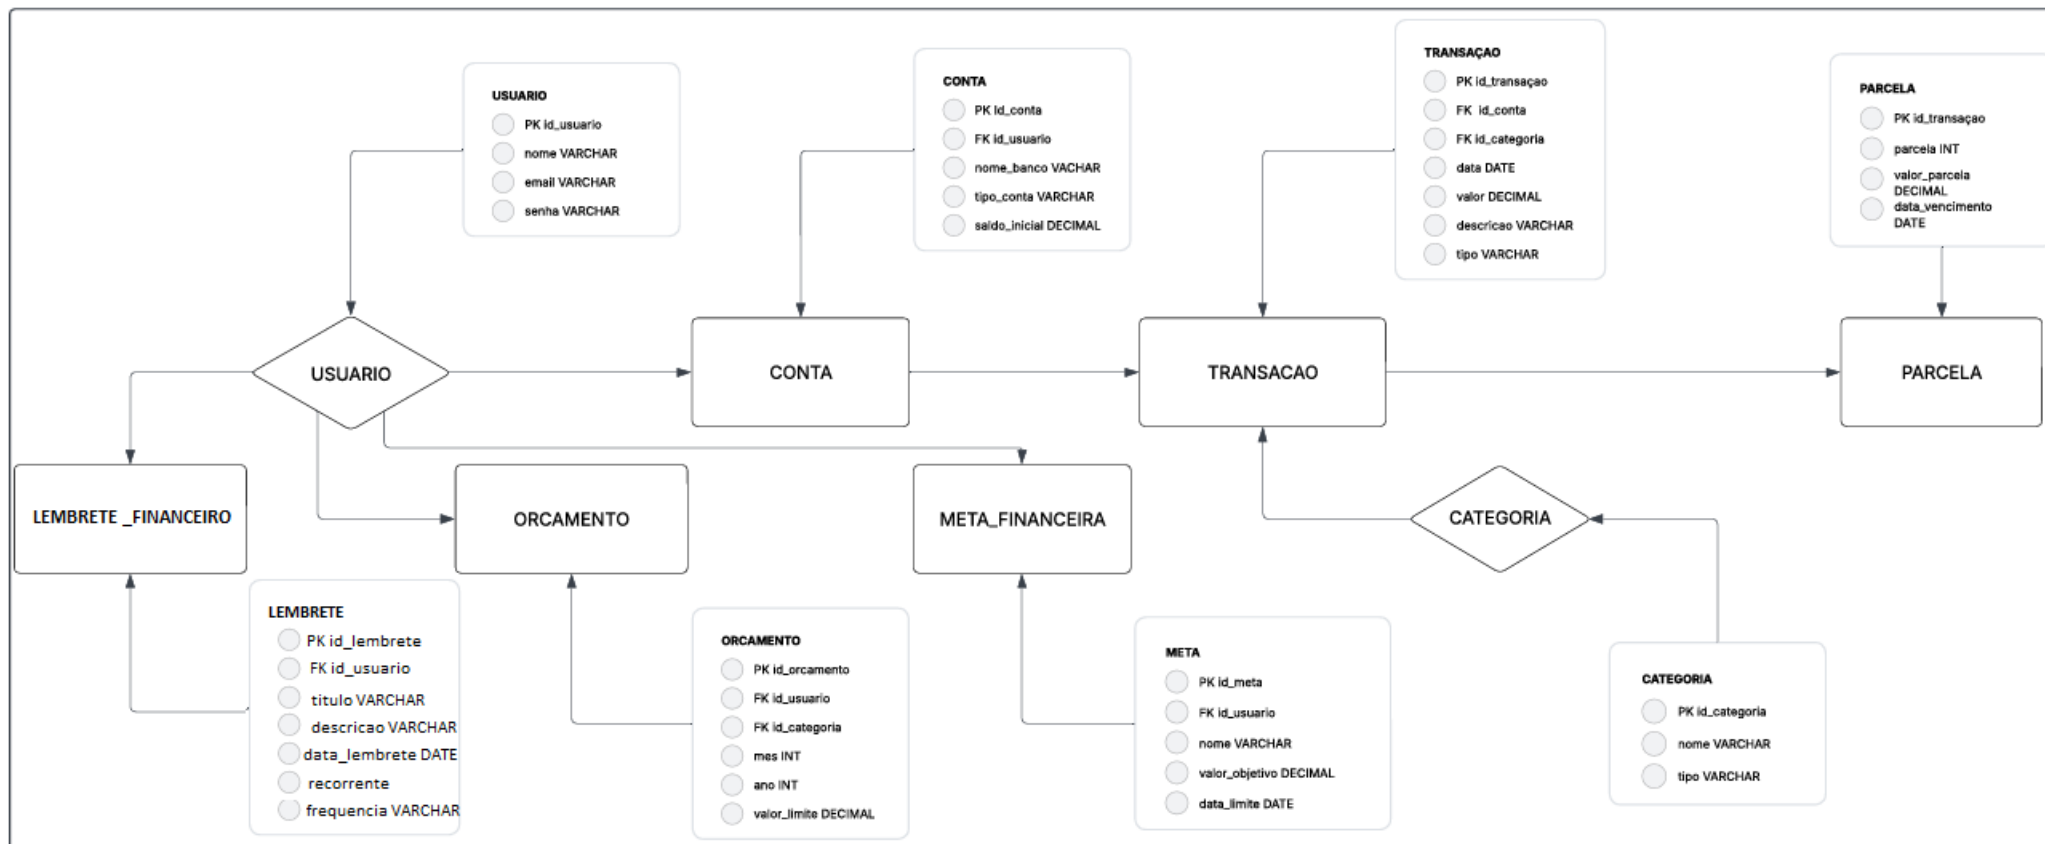 USUARIO
PK id_usuario
nome VARCHAR
email VARCHAR
senha VARCHAR
CONTA
PK id_conta
FK id_usuario
nome_banco VACHAR
tipo_conta VARCHAR
saldo_inicial DECIMAL
TRANSAÇAO
PK id_transaçao
FK id_conta
FK id_categoria
data DATE
valor DECIMAL
descricao VARCHAR
tipo VARCHAR
PARCELA
PK id_transaçao
parcela INT
valor_parcela
DECIMAL
data_vencimento
DATE
USUARIO
CONTA
TRANSACAO
PARCELA
LEMBRETE _FINANCEIRO
ORCAMENTO
META_FINANCEIRA
CATEGORIA
LEMBRETE
PK id_lembrete
FK id_usuario
titulo VARCHAR
descricao VARCHAR
data_lembrete DATE
recorrente
frequência VARCHAR
ORCAMENTO
PK id_orcamento
FK id_usuario
FK id_categoria
mes INT
ano INT
valor_limite DECIMAL
META
PK id_meta
FK id_usuario
nome VARCHAR
valor_objetivo DECIMAL
data_limite DATE
CATEGORIA
PK id_categoria
nome VARCHAR
tipo VARCHAR